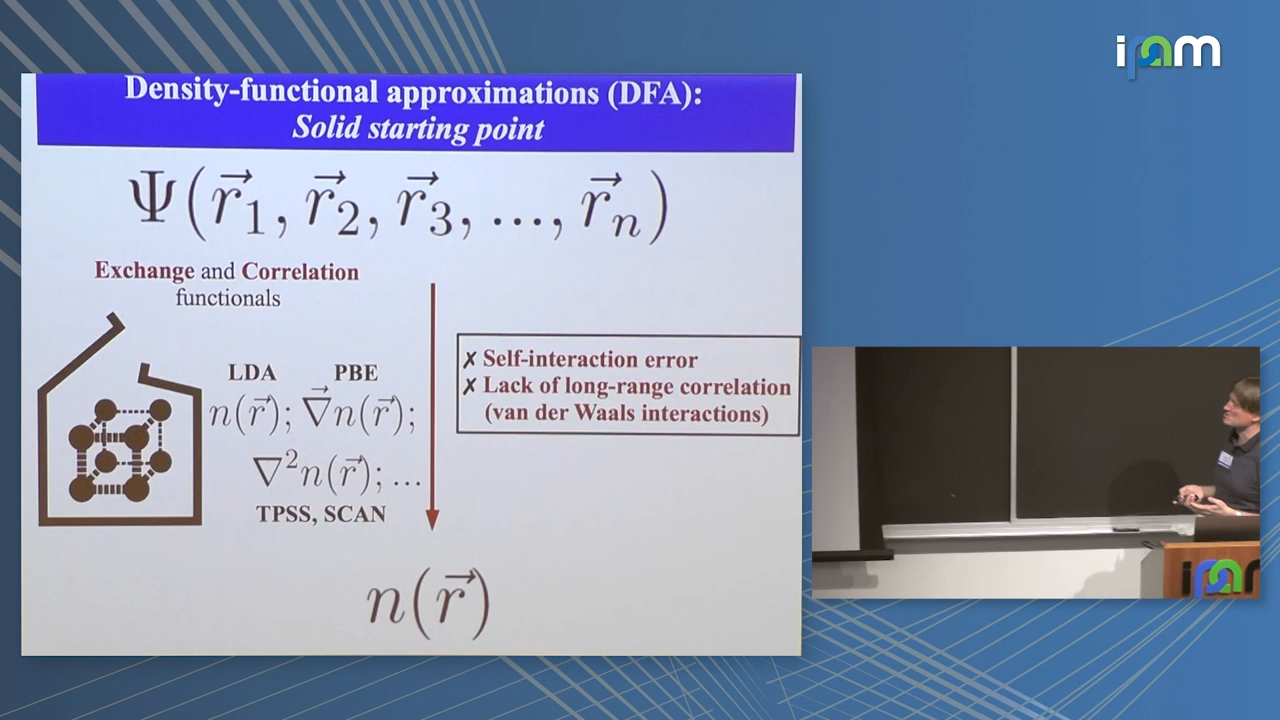 ipam
Density-functional approximations (DFA):
Solid starting point
Ψ(r⃗₁, r⃗₂, r⃗₃, ..., r⃗ₙ)
Exchange and Correlation
functionals
✗ Self-interaction error
✗ Lack of long-range correlation
(van der Waals interactions)
LDA PBE
n(r⃗); ∇⃗n(r⃗);
∇²n(r⃗); ...
TPSS, SCAN
n(r⃗)
ipam